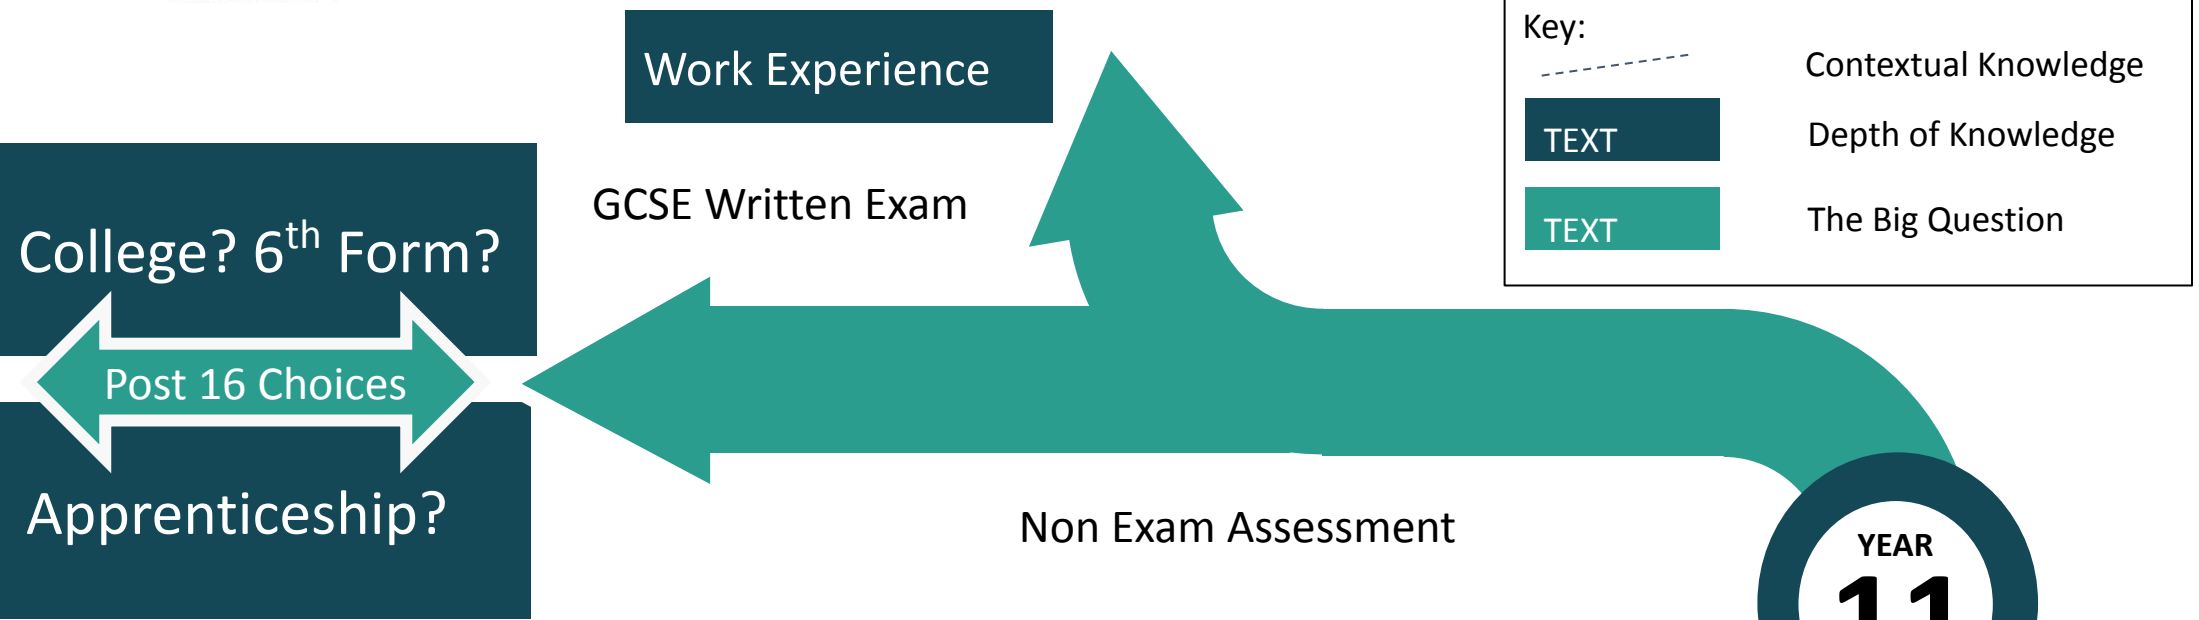 Key:
Work Experience
Contextual Knowledge
TEXT
Depth of Knowledge
GCSE Written Exam
TEXT
The Big Question
College? 6th Form?
Post 16 Choices
Apprenticeship?
Non Exam Assessment
YEAR
11